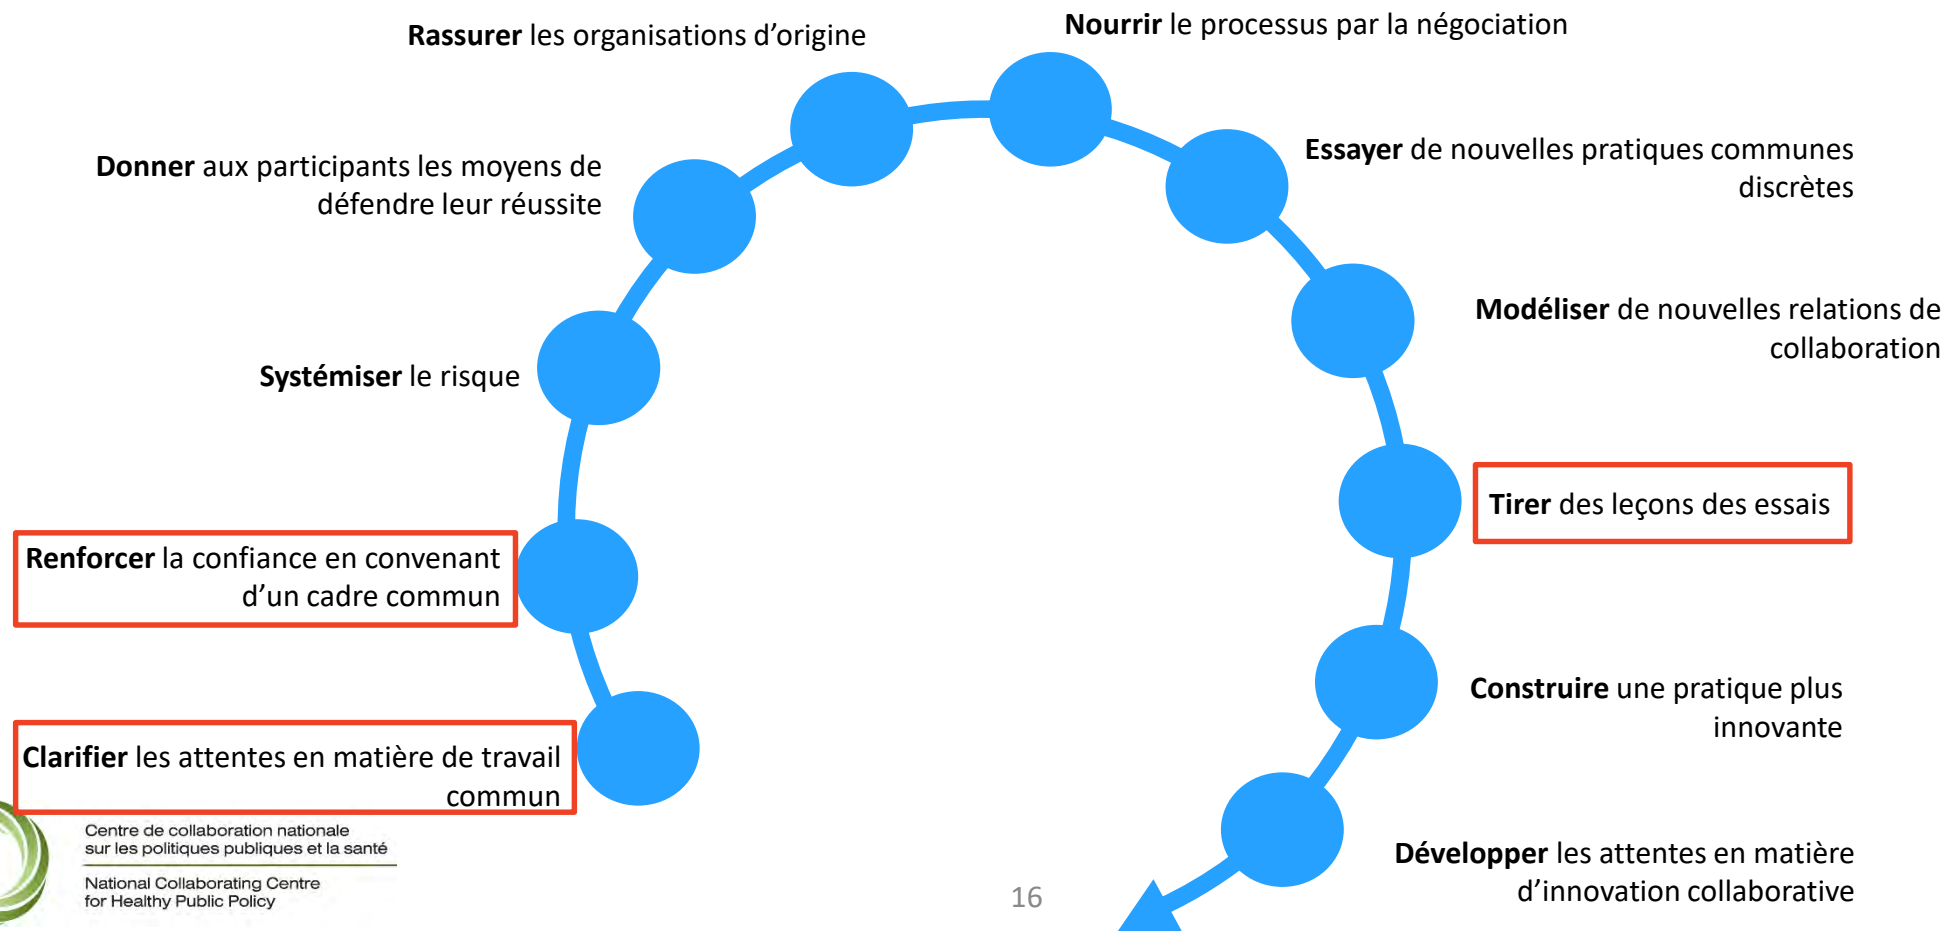 Rassurer les organisations d’origine
Nourrir le processus par la négociation
Donner aux participants les moyens de
défendre leur réussite
Essayer de nouvelles pratiques communes
discrètes
Systémiser le risque
Modéliser de nouvelles relations de
collaboration
Renforcer la confiance en convenant
d’un cadre commun
Tirer des leçons des essais
Clarifier les attentes en matière de travail
commun
Construire une pratique plus
innovante
Développer les attentes en matière
d’innovation collaborative
Centre de collaboration nationale
sur les politiques publiques et la santé
National Collaborating Centre
for Healthy Public Policy
16